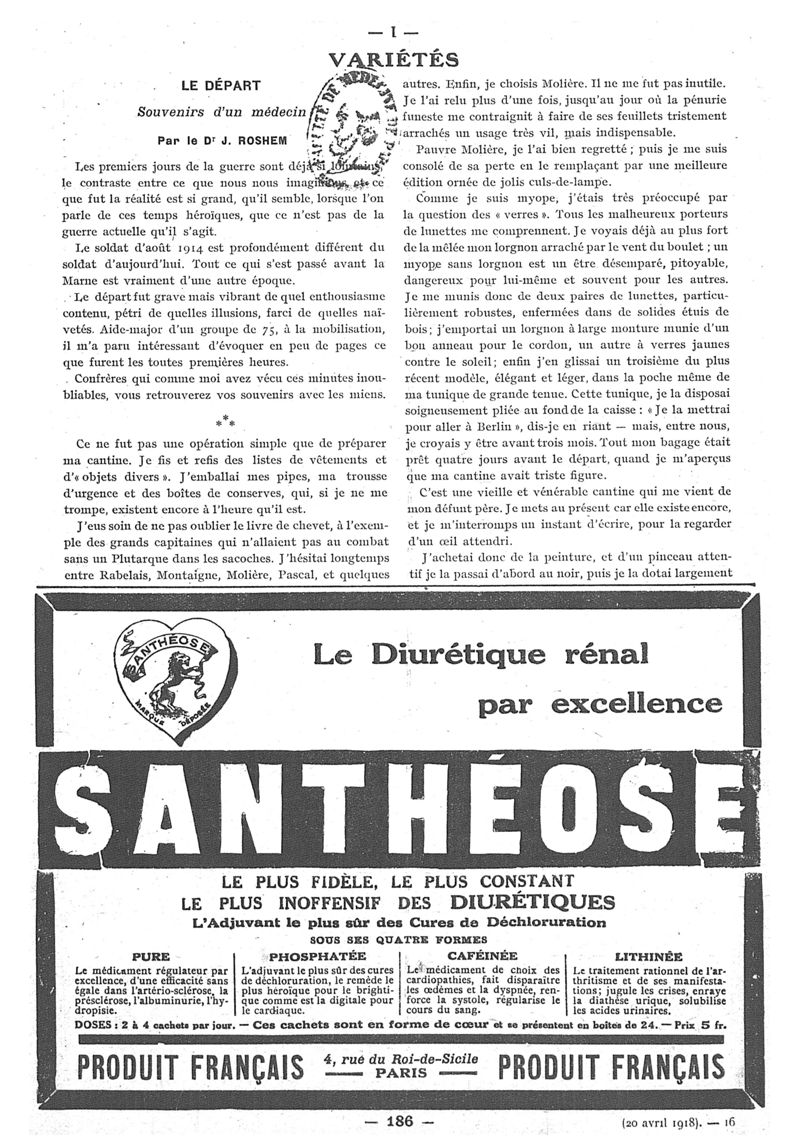 — I —
VARIÉTÉS
LE DÉPART
Souvenirs d'un médecin
Par le Dr J. ROSHEM
Les premiers jours de la guerre sont déjà si lointains,
le contraste entre ce que nous nous imaginions et ce
que fut la réalité est si grand, qu'il semble, lorsque l'on
parle de ces temps héroïques, que ce n'est pas de la
guerre actuelle qu'il s'agit.
Le soldat d'août 1914 est profondément différent du
soldat d'aujourd'hui. Tout ce qui s'est passé avant la
Marne est vraiment d'une autre époque.
Le départ fut grave mais vibrant de quel enthousiasme
contenu, pétri de quelles illusions, farci de quelles naï-
vetés. Aide-major d'un groupe de 75, à la mobilisation,
il m'a paru intéressant d'évoquer en peu de pages ce
que furent les toutes premières heures.
Confrères qui comme moi avez vécu ces minutes inou-
bliables, vous retrouverez vos souvenirs avec les miens.
***
Ce ne fut pas une opération simple que de préparer
ma cantine. Je fis et refis des listes de vêtements et
d'« objets divers ». J'emballai mes pipes, ma trousse
d'urgence et des boîtes de conserves, qui, si je ne me
trompe, existent encore à l'heure qu'il est.
J'eus soin de ne pas oublier le livre de chevet, à l'exem-
ple des grands capitaines qui n'allaient pas au combat
sans un Plutarque dans les sacoches. J'hésitai longtemps
entre Rabelais, Montaigne, Molière, Pascal, et quelques
autres. Enfin, je choisis Molière. Il ne me fut pas inutile.
Je l'ai relu plus d'une fois, jusqu'au jour où la pénurie
funeste me contraignit à faire de ses feuillets tristement
arrachés un usage très vil, mais indispensable.
Pauvre Molière, je l'ai bien regretté ; puis je me suis
consolé de sa perte en le remplaçant par une meilleure
édition ornée de jolis culs-de-lampe.
Comme je suis myope, j'étais très préoccupé par
la question des « verres ». Tous les malheureux porteurs
de lunettes me comprennent. Je voyais déjà au plus fort
de la mêlée mon lorgnon arraché par le vent du boulet ; un
myope sans lorgnon est un être désemparé, pitoyable,
dangereux pour lui-même et souvent pour les autres.
Je me munis donc de deux paires de lunettes, particu-
lièrement robustes, enfermées dans de solides étuis de
bois ; j'emportai un lorgnon à large monture munie d'un
bon anneau pour le cordon, un autre à verres jaunes
contre le soleil ; enfin j'en glissai un troisième du plus
récent modèle, élégant et léger, dans la poche même de
ma tunique de grande tenue. Cette tunique, je la disposai
soigneusement pliée au fond de la caisse : « Je la mettrai
pour aller à Berlin », dis-je en riant — mais, entre nous,
je croyais y être avant trois mois. Tout mon bagage était
prêt quatre jours avant le départ, quand je m'aperçus
que ma cantine avait triste figure.
C'est une vieille et vénérable cantine qui me vient de
mon défunt père. Je mets au présent car elle existe encore,
et je m'interromps un instant d'écrire, pour la regarder
d'un œil attendri.
J'achetai donc de la peinture, et d'un pinceau atten-
tif je la passai d'abord au noir, puis je la dotai largement
SANTHÉOSE
MARQUE DÉPOSÉE
Le Diurétique rénal
par excellence
SANTHÉOSE
LE PLUS FIDÈLE, LE PLUS CONSTANT
LE PLUS INOFFENSIF DES DIURÉTIQUES
L'Adjuvant le plus sûr des Cures de Déchloruration
SOUS SES QUATRE FORMES
PURE
Le médicament régulateur par
excellence, d'une efficacité sans
égale dans l'artério-sclérose, la
présclérose, l'albuminurie, l'hy-
dropisie.
PHOSPHATÉE
L'adjuvant le plus sûr des cures
de déchloruration, le remède le
plus héroïque pour le brighti-
que comme est la digitale pour
le cardiaque.
CAFÉINÉE
Le médicament de choix des
cardiopathies, fait disparaître
les œdèmes et la dyspnée, ren-
force la systole, régularise le
cours du sang.
LITHINÉE
Le traitement rationnel de l'ar-
thritisme et de ses manifesta-
tions ; jugule les crises, enraye
la diathèse urique, solubilise
les acides urinaires.
DOSES : 2 à 4 cachets par jour. — Ces cachets sont en forme de cœur et se présentent en boîtes de 24. — Prix 5 fr.
PRODUIT FRANÇAIS
4, rue du Roi-de-Sicile
PARIS
PRODUIT FRANÇAIS
— 186 —
(20 avril 1918). — 16